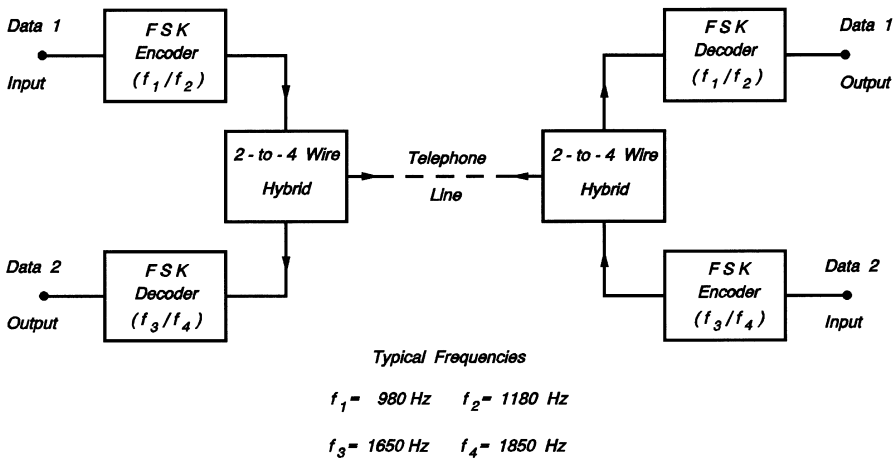 Data 1
Input
FSK
Encoder
(f1/f2)
2-to-4 Wire
Hybrid
Data 2
Output
FSK
Decoder
(f3/f4)
Telephone
Line
FSK
Decoder
(f1/f2)
Data 1
Output
2-to-4 Wire
Hybrid
FSK
Encoder
(f3/f4)
Data 2
Input
Typical Frequencies
f1= 980 Hz f2= 1180 Hz
f3= 1650 Hz f4= 1850 Hz